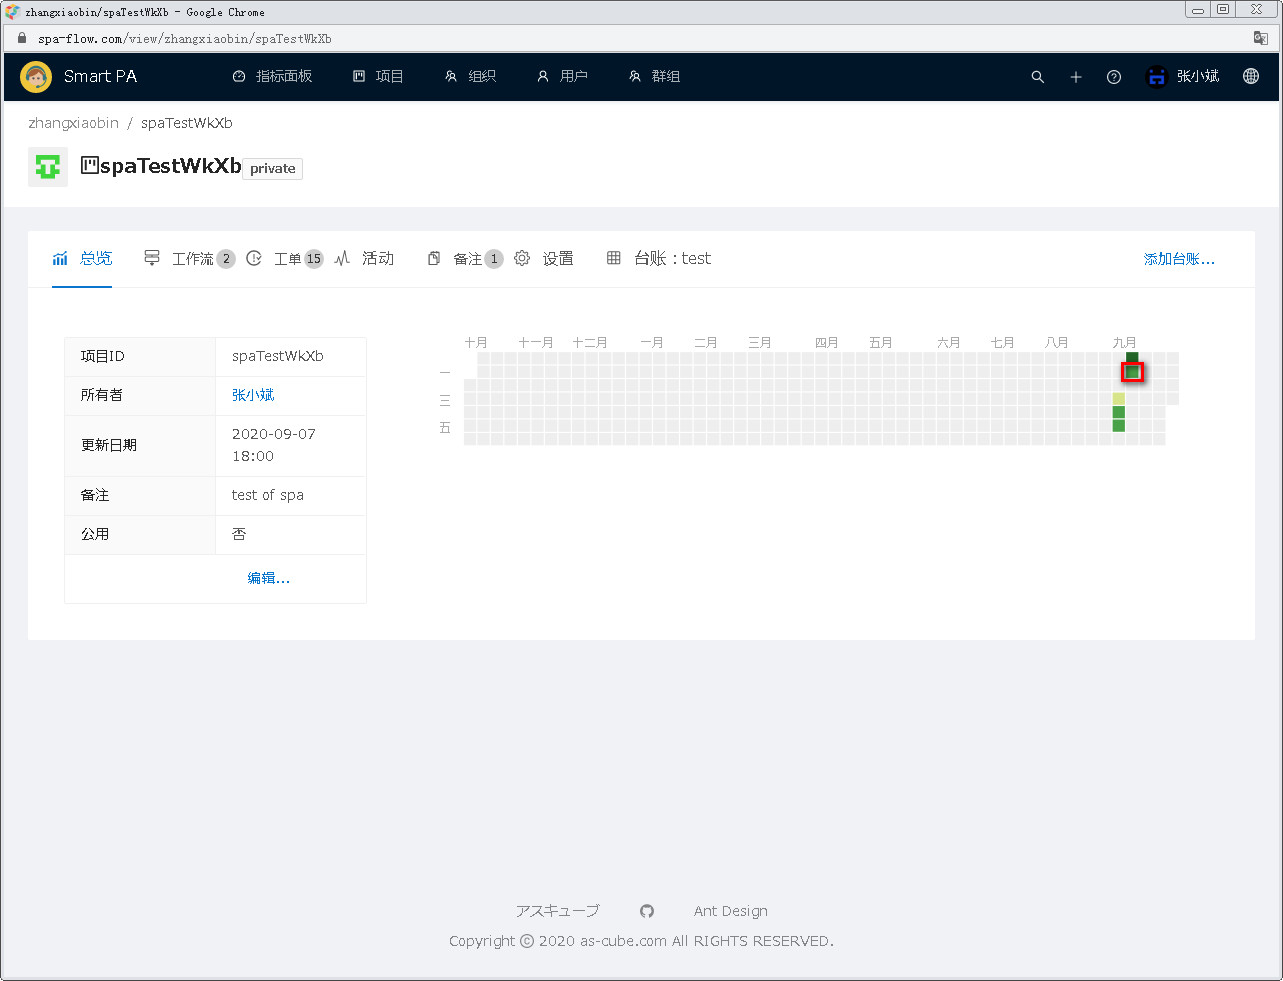 zhangxiaobin/spaTestWkXb - Google Chrome
spa-flow.com/view/zhangxiaobin/spaTestWkXb
Smart PA 指标面板 项目 组织 用户 群组 张小斌
zhangxiaobin / spaTestWkXb
spaTestWkXb private
总览 工作流 2 工单 15 活动 备注 1 设置 台账：test 添加台账...
十月 十一月 十二月 一月 二月 三月 四月 五月 六月 七月 八月 九月
一
三
五
项目ID spaTestWkXb
所有者 张小斌
更新日期 2020-09-07 18:00
备注 test of spa
公用 否
编辑...
アスキューブ Ant Design
Copyright © 2020 as-cube.com All RIGHTS RESERVED.